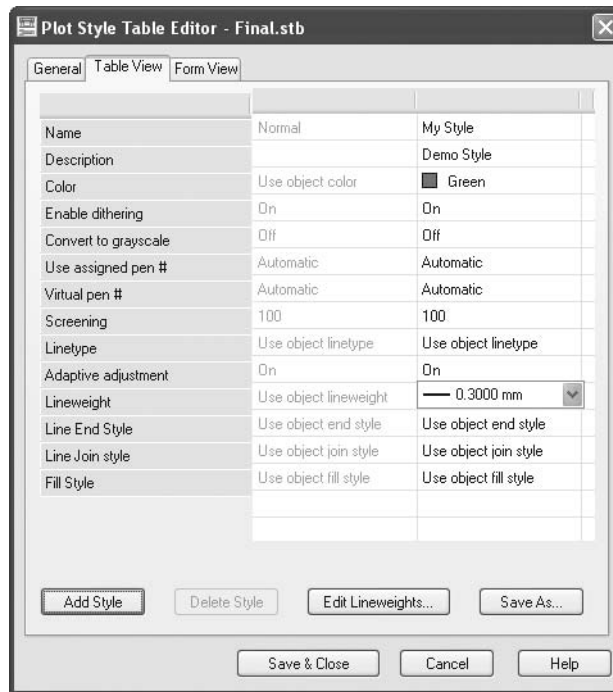 Plot Style Table Editor - Final.stb
General Table View Form View
Name Normal My Style
Description Demo Style
Color Use object color Green
Enable dithering On On
Convert to grayscale Off Off
Use assigned pen # Automatic Automatic
Virtual pen # Automatic Automatic
Screening 100 100
Linetype Use object linetype Use object linetype
Adaptive adjustment On On
Lineweight Use object lineweight 0.3000 mm
Line End Style Use object end style Use object end style
Line Join style Use object join style Use object join style
Fill Style Use object fill style Use object fill style
Add Style Delete Style Edit Lineweights... Save As...
Save & Close Cancel Help